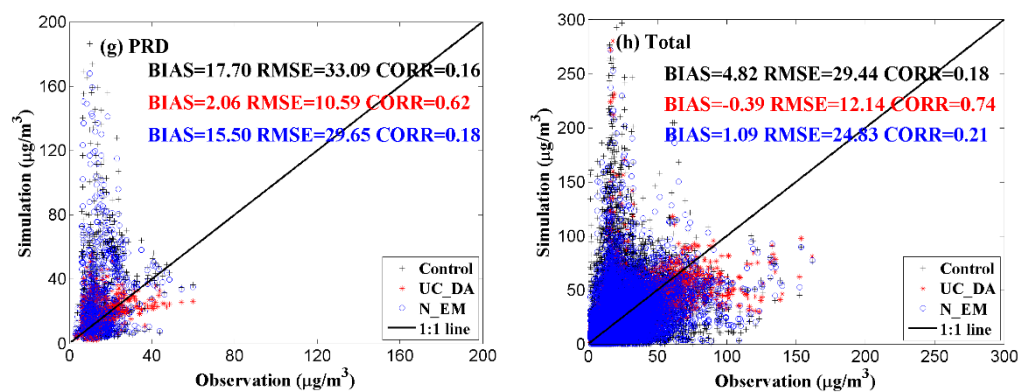 (g) PRD
BIAS=17.70 RMSE=33.09 CORR=0.16
BIAS=2.06 RMSE=10.59 CORR=0.62
BIAS=15.50 RMSE=29.65 CORR=0.18
Simulation (μg/m³)
200
160
120
80
40
0
0 40 80 120 160 200
Observation (μg/m³)
Control
UC_DA
N_EM
1:1 line
(h) Total
BIAS=4.82 RMSE=29.44 CORR=0.18
BIAS=-0.39 RMSE=12.14 CORR=0.74
BIAS=1.09 RMSE=24.83 CORR=0.21
Simulation (μg/m³)
300
250
200
150
100
50
0
0 50 100 150 200 250 300
Observation (μg/m³)
Control
UC_DA
N_EM
1:1 line